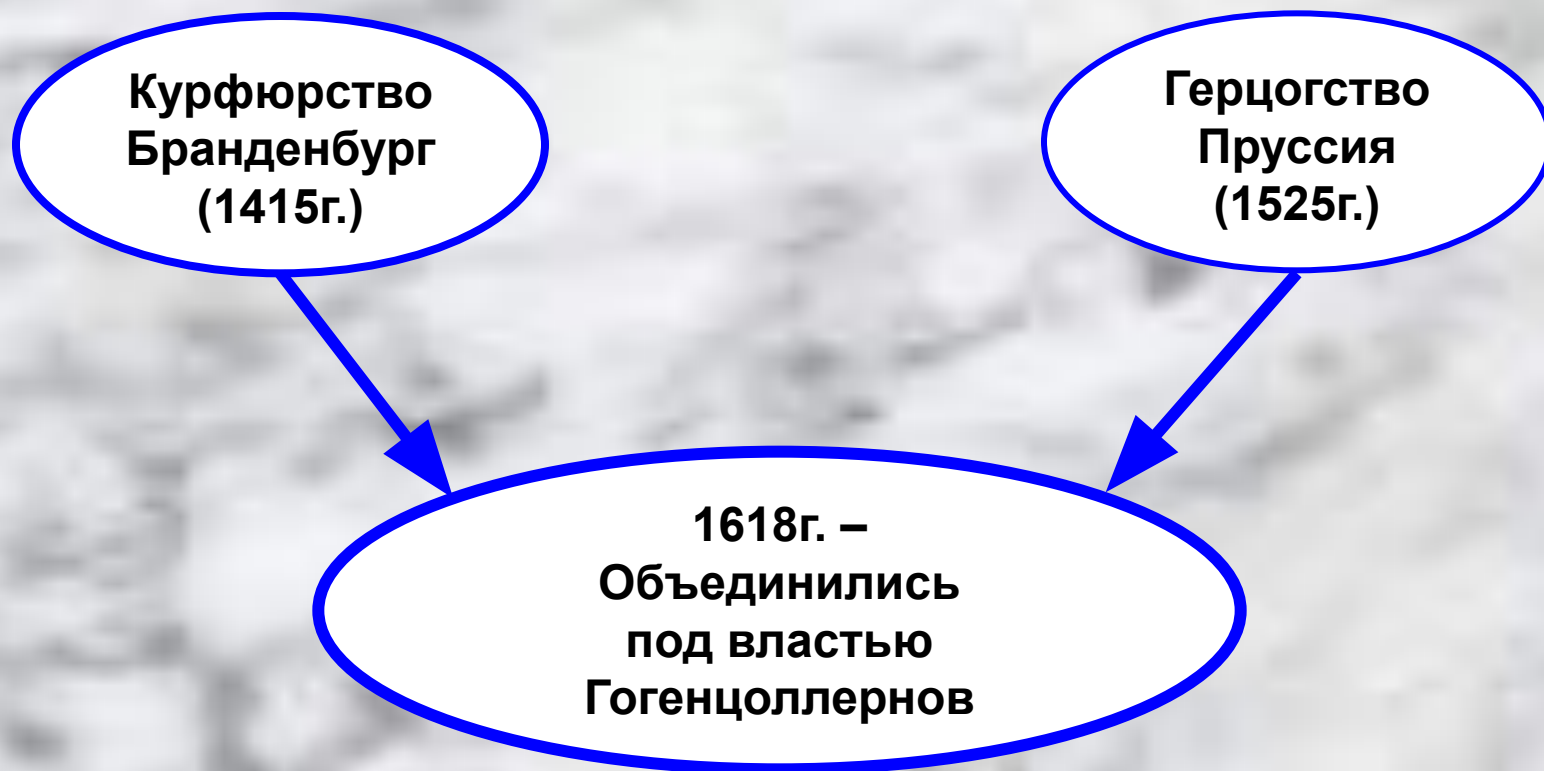 Курфюрство
Бранденбург
(1415г.)
Герцогство
Пруссия
(1525г.)
1618г. –
Объединились
под властью
Гогенцоллернов